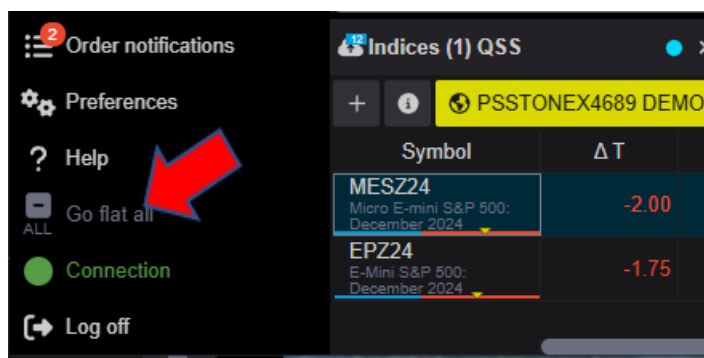 2
Order notifications
Preferences
? Help
ALL
Go flat all
Connection
Log off
12
Indices (1) QSS
PSSTONEX4689 DEMO
Symbol
Δ T
MESZ24
Micro E-mini S&P 500:
December 2024
-2.00
EPZ24
E-Mini S&P 500:
December 2024
-1.75